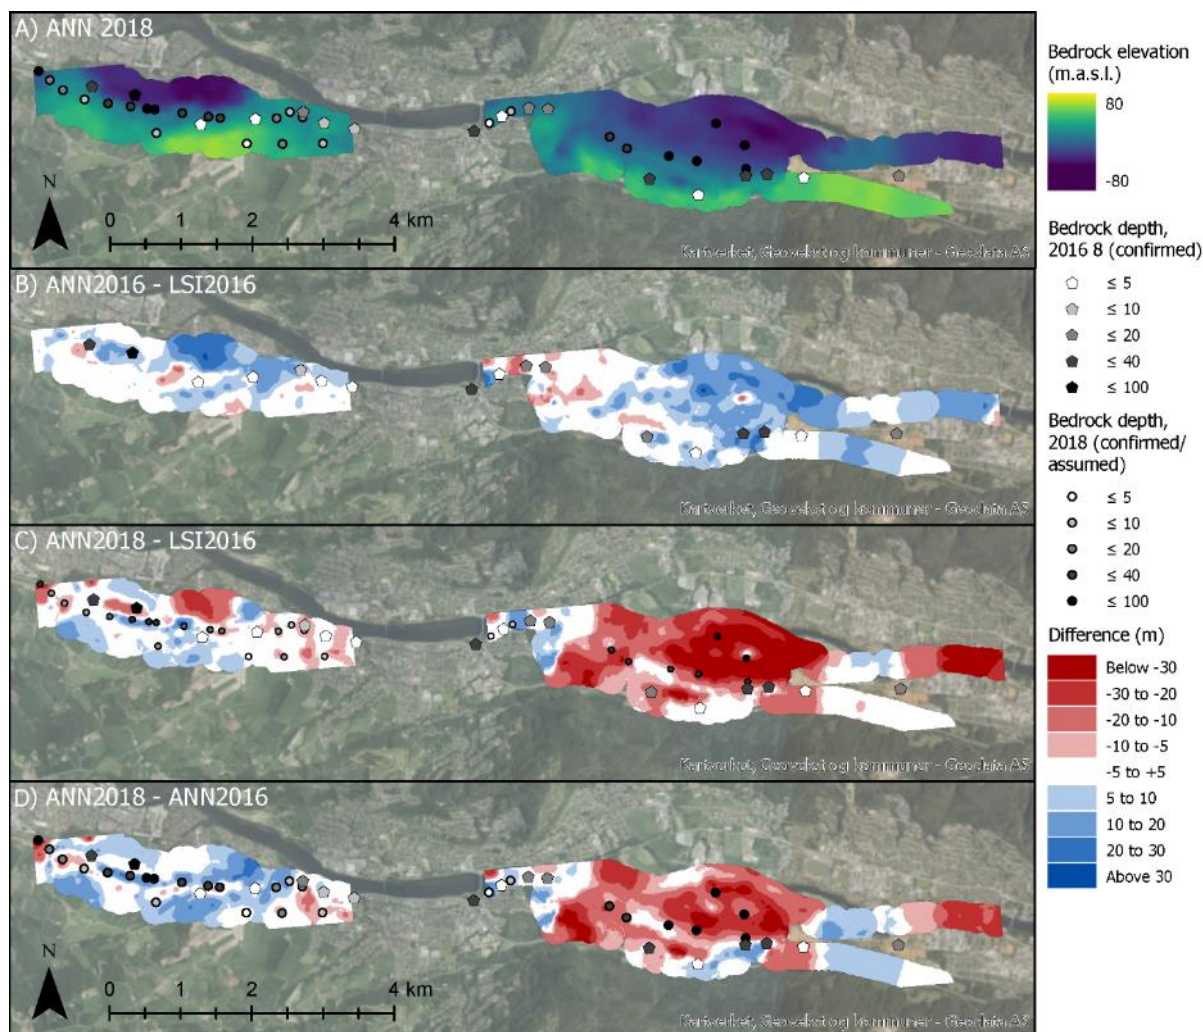 A) ANN 2018
N
0 2 4 km
Kartverket, Geovekst og kommuner - Geodata AS
B) ANN2016 - LSI2016
Kartverket, Geovekst og kommuner - Geodata AS
C) ANN2018 - LSI2016
Kartverket, Geovekst og kommuner - Geodata AS
D) ANN2018 - ANN2016
N
0 2 4 km
Kartverket, Geovekst og kommuner - Geodata AS
Bedrock elevation
(m.a.s.l.)
80
-80
Bedrock depth,
2016 8 (confirmed)
≤ 5
≤ 10
≤ 20
≤ 40
≤ 100
Bedrock depth,
2018 (confirmed/
assumed)
≤ 5
≤ 10
≤ 20
≤ 40
≤ 100
Difference (m)
Below -30
-30 to -20
-20 to -10
-10 to -5
-5 to +5
5 to 10
10 to 20
20 to 30
Above 30